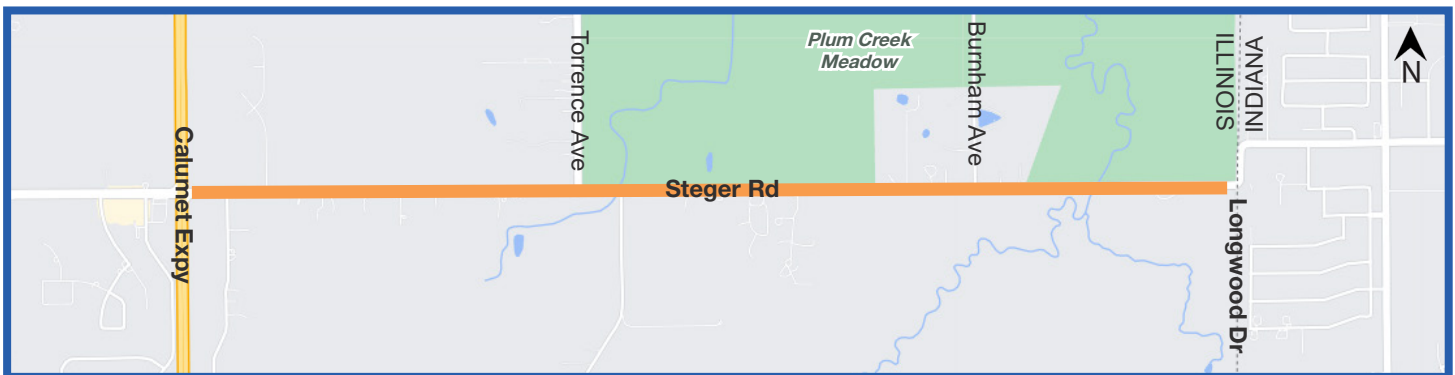 Plum Creek
Meadow
Torrence Ave
Burnham Ave
ILLINOIS
INDIANA
N
Calumet Expy
Steger Rd
Longwood Dr